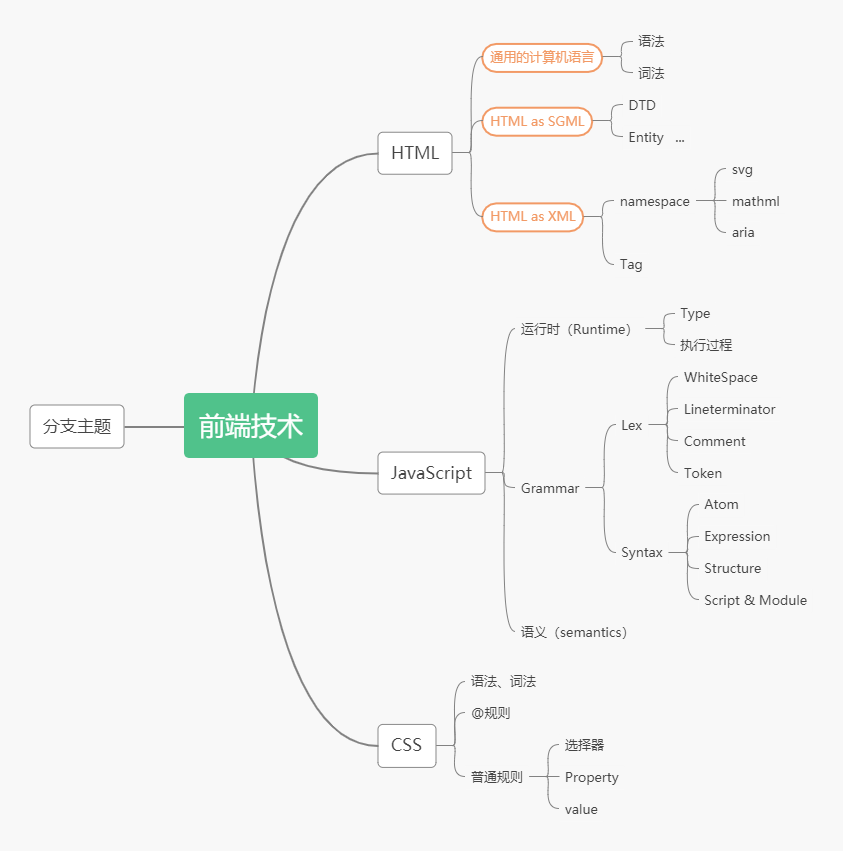 前端技术
分支主题
HTML
通用的计算机语言
语法
词法
HTML as SGML
DTD
Entity ...
HTML as XML
namespace
svg
mathml
aria
Tag
JavaScript
运行时（Runtime）
Type
执行过程
Grammar
Lex
WhiteSpace
Lineterminator
Comment
Token
Syntax
Atom
Expression
Structure
Script & Module
语义（semantics）
CSS
语法、词法
@规则
普通规则
选择器
Property
value